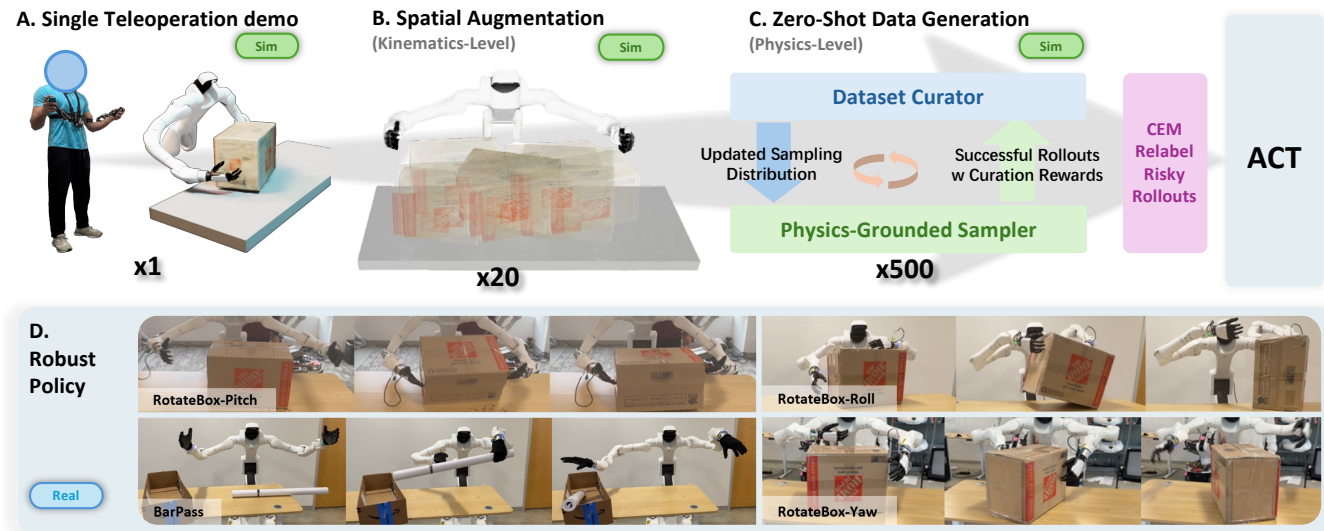 A. Single Teleoperation demo
Sim
x1
B. Spatial Augmentation
(Kinematics-Level)
Sim
x20
C. Zero-Shot Data Generation
(Physics-Level)
Sim
Dataset Curator
Updated Sampling
Distribution
Successful Rollouts
w Curation Rewards
Physics-Grounded Sampler
x500
CEM
Relabel
Risky
Rollouts
ACT
D.
Robust
Policy
Real
RotateBox-Pitch
RotateBox-Roll
BarPass
RotateBox-Yaw